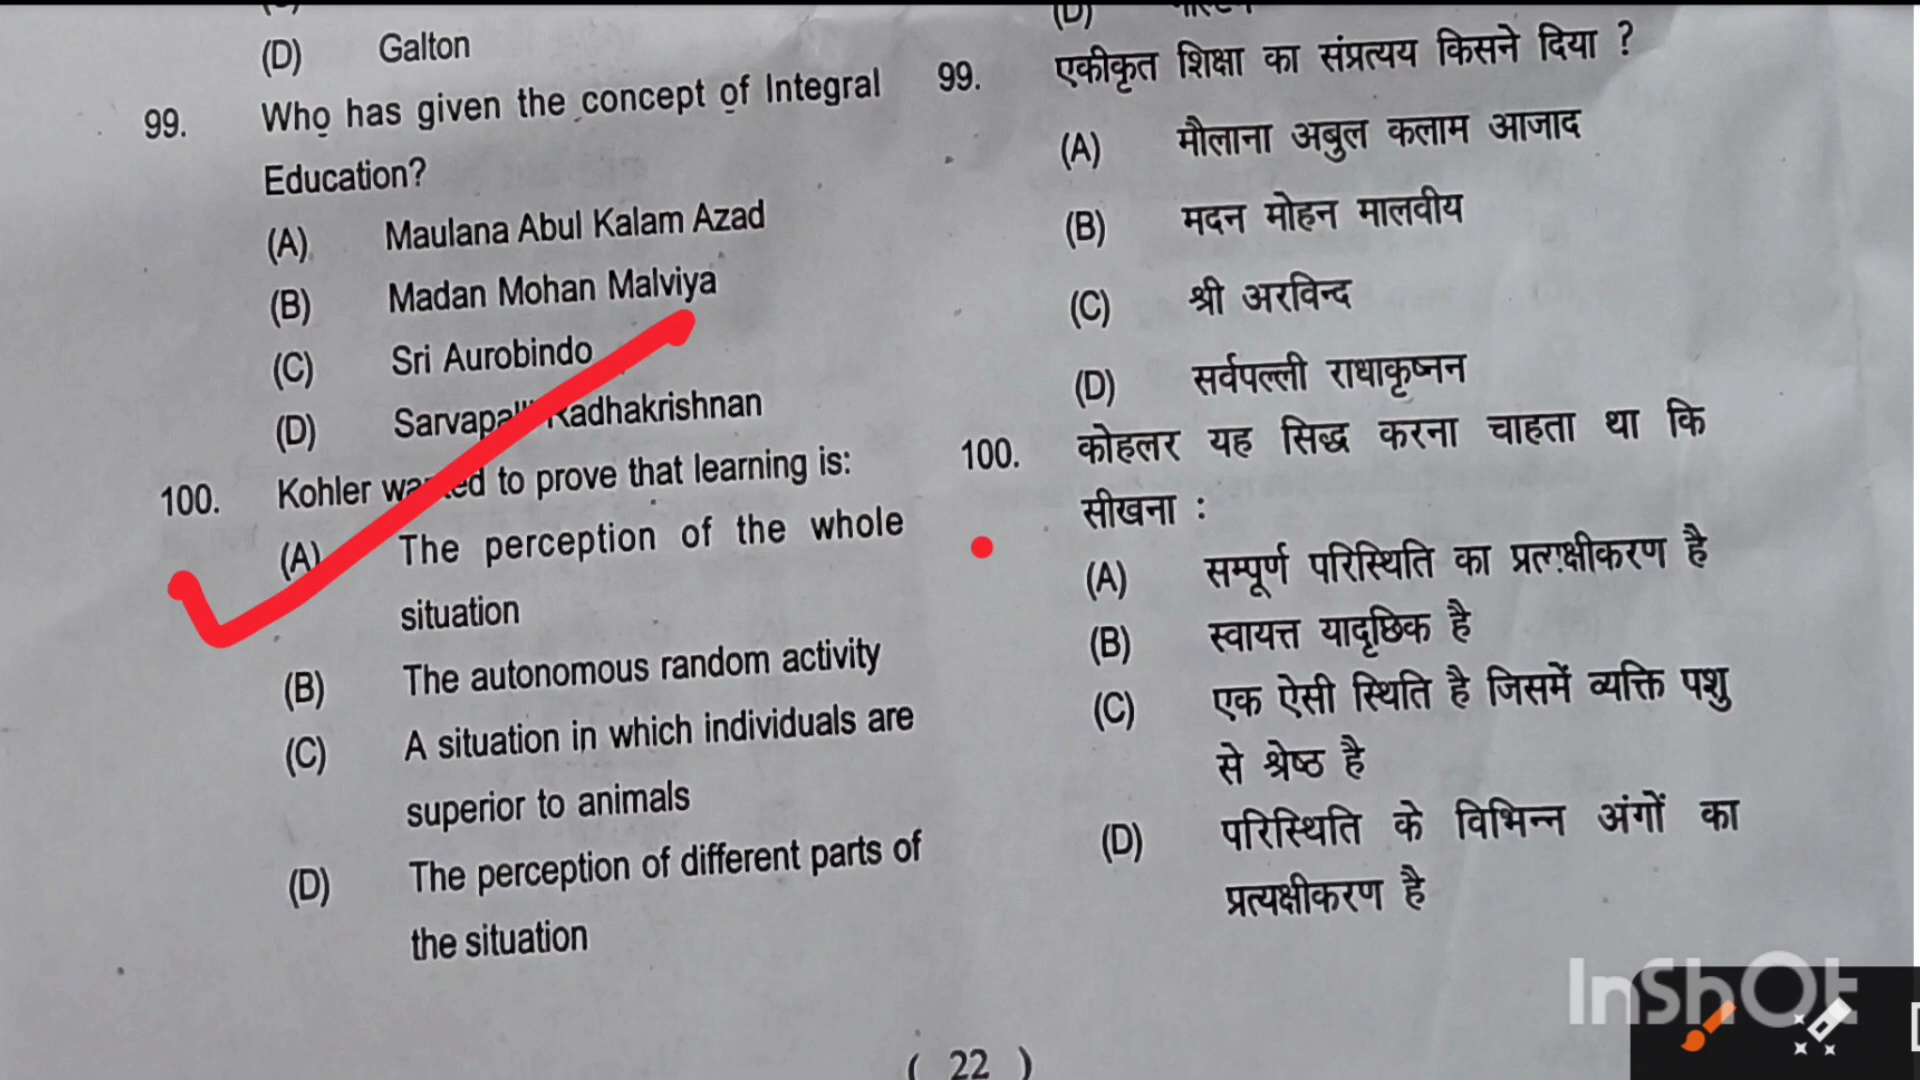 (D) Galton
99. Who has given the concept of Integral
Education?
(A) Maulana Abul Kalam Azad
(B) Madan Mohan Malviya
(C) Sri Aurobindo
(D) Radhakrishnan
100. Kohler to prove that learning is:
(A) The perception of the whole
situation
(B) The autonomous random activity
(C) A situation in which individuals are
superior to animals
(D) The perception of different parts of
the situation
(D)
99. एकीकृत शिक्षा का संप्रत्यय किसने दिया ?
(A) मौलाना अबुल कलाम आजाद
(B) मदन मोहन मालवीय
(C) श्री अरविन्द
(D) सर्वपल्ली राधाकृष्नन
100. कोहलर यह सिद्ध करना चाहता था कि
सीखना :
(A) सम्पूर्ण परिस्थिति का प्रत्यक्षीकरण है
(B) स्वायत्त यादृछिक है
(C) एक ऐसी स्थिति है जिसमें व्यक्ति पशु
से श्रेष्ठ है
(D) परिस्थिति के विभिन्न अंगों का
प्रत्यक्षीकरण है
( 22 )
InShOt